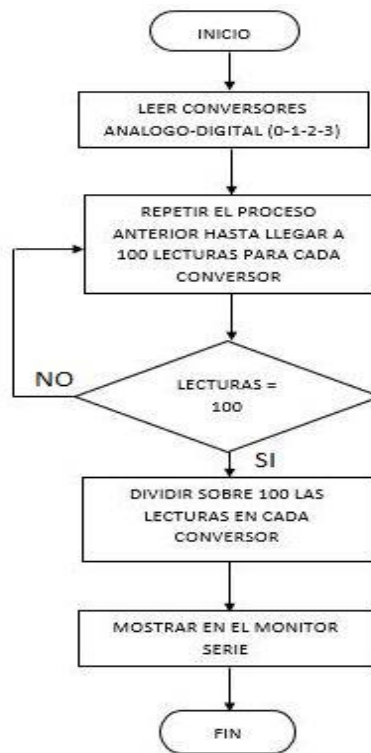 INICIO
LEER CONVERSORES
ANALOGO-DIGITAL (0-1-2-3)
REPETIR EL PROCESO
ANTERIOR HASTA LLEGAR A
100 LECTURAS PARA CADA
CONVERSOR
LECTURAS =
100
NO
SI
DIVIDIR SOBRE 100 LAS
LECTURAS EN CADA
CONVERSOR
MOSTRAR EN EL MONITOR
SERIE
FIN